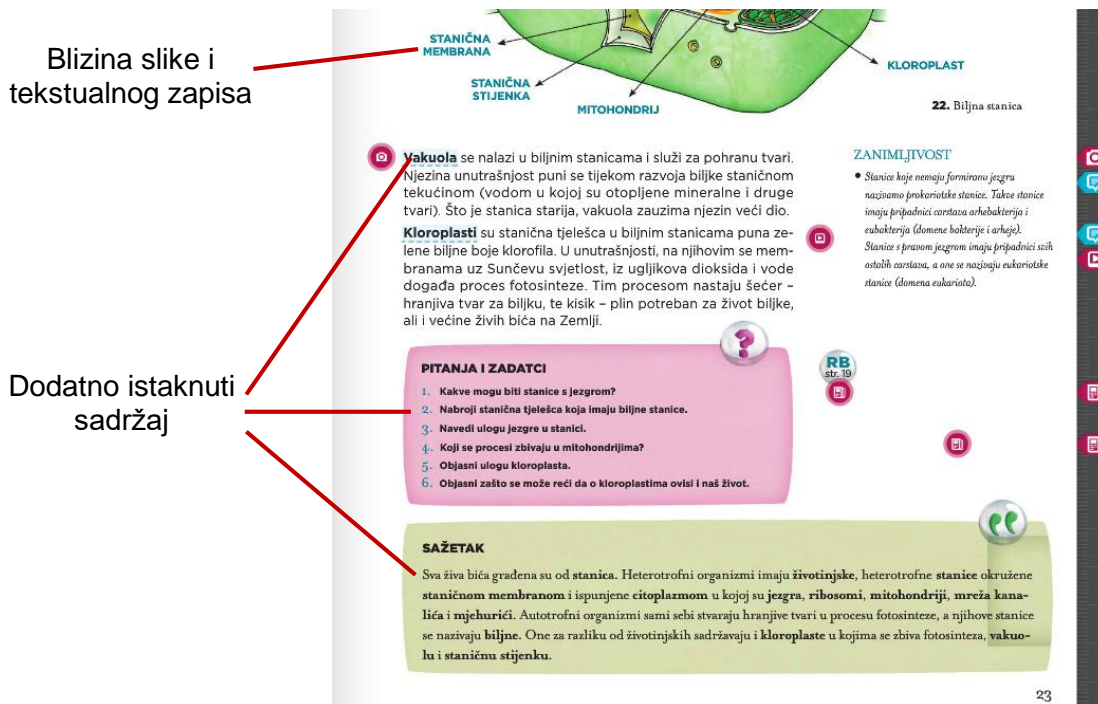 Blizina slike i
tekstualnog zapisa
Dodatno istaknuti
sadržaj
STANIČNA
MEMBRANA
STANIČNA
STIJENKA
MITOHONDRIJ
KLOROPLAST
22. Biljna stanica
Vakuola se nalazi u biljnim stanicama i služi za pohranu tvari.
Njezina unutrašnjost puni se tijekom razvoja biljke staničnom
tekućinom (vodom u kojoj su otopljene mineralne i druge
tvari). Što je stanica starija, vakuola zauzima njezin veći dio.
Kloroplasti su stanična tjelešca u biljnim stanicama puna ze-
lene biljne boje klorofila. U unutrašnjosti, na njihovim se mem-
branama uz Sunčevu svjetlost, iz ugljikova dioksida i vode
događa proces fotosinteze. Tim procesom nastaju šećer –
hranjiva tvar za biljku, te kisik – plin potreban za život biljke,
ali i većine živih bića na Zemlji.
ZANIMLJIVOST
• Stanice koje nemaju formiranu jezgru
nazivamo prokariotske stanice. Takve stanice
imaju pripadnici carstava arhebakterija i
eubakterija (domene bakterije i arheje).
Stanice s pravom jezgrom imaju pripadnici svih
ostalih carstava, a one se nazivaju eukariotske
stanice (domena eukariota).
?
PITANJA I ZADATCI
1. Kakve mogu biti stanice s jezgrom?
2. Nabroji stanična tjelešca koja imaju biljne stanice.
3. Navedi ulogu jezgre u stanici.
4. Koji se procesi zbivaju u mitohondrijima?
5. Objasni ulogu kloroplasta.
6. Objasni zašto se može reći da o kloroplastima ovisi i naš život.
RB
str. 19
SAŽETAK
Sva živa bića građena su od stanica. Heterotrofni organizmi imaju životinjske, heterotrofne stanice okružene
staničnom membranom i ispunjene citoplazmom u kojoj su jezgra, ribosomi, mitohondriji, mreža kana-
lića i mjehurići. Autotrofni organizmi sami sebi stvaraju hranjive tvari u procesu fotosinteze, a njihove stanice
se nazivaju biljne. One za razliku od životinjskih sadržavaju i kloroplaste u kojima se zbiva fotosinteza, vakuo-
lu i staničnu stijenku.
23